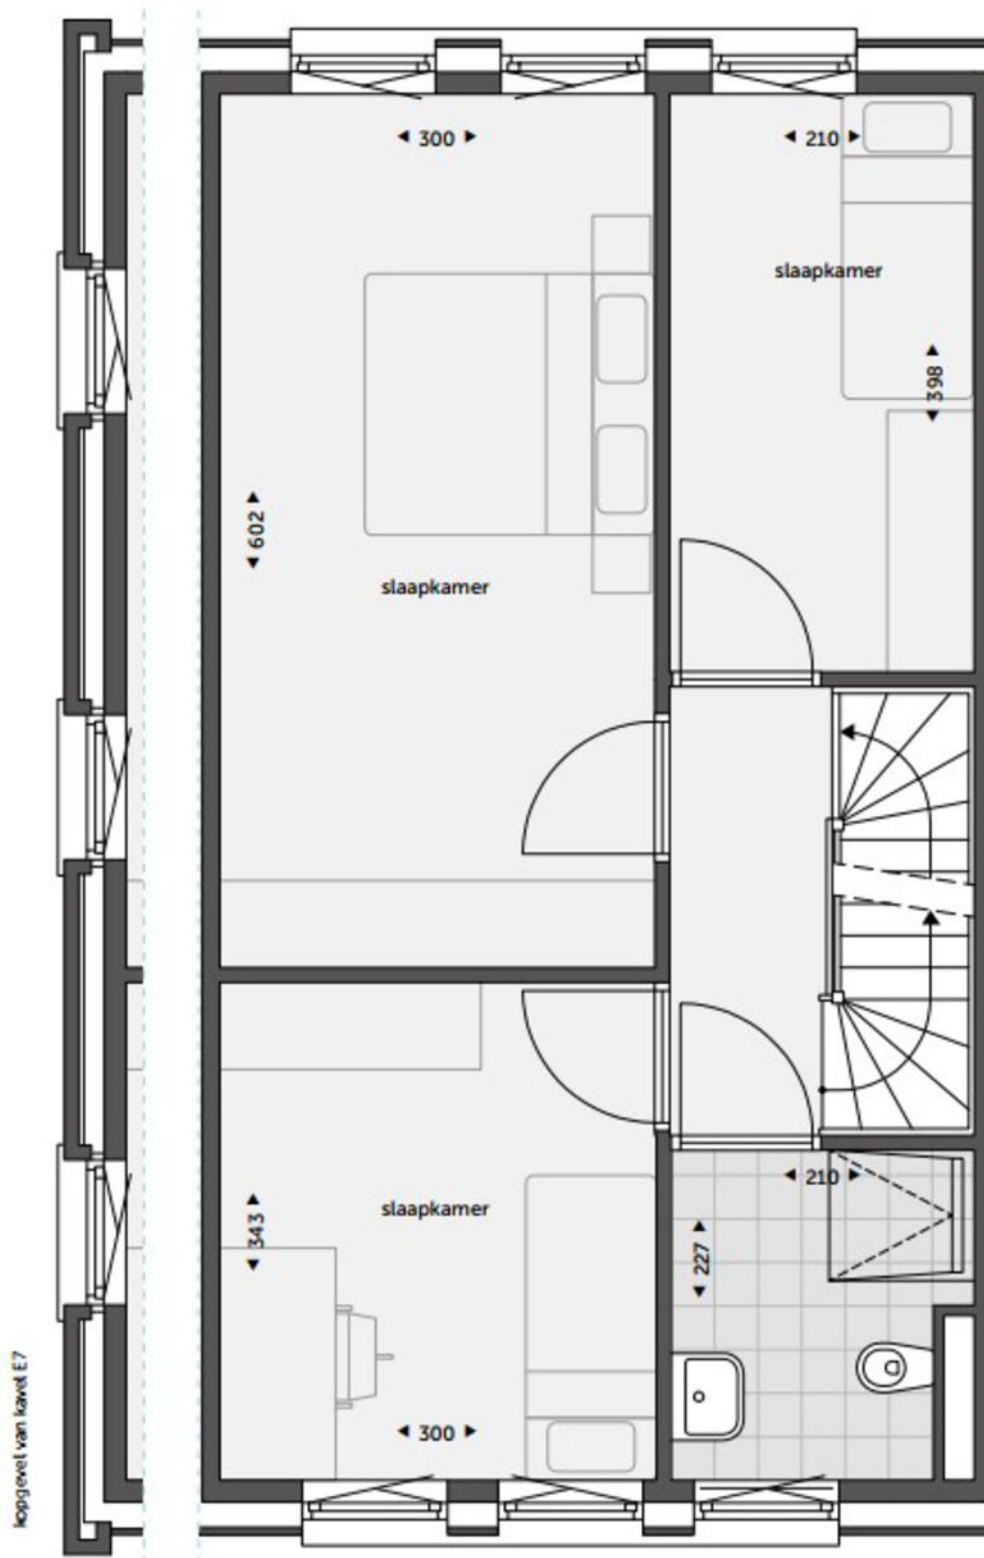 ◄ 300 ►
◄ 210 ►
slaapkamer
◄ 398 ►
◄ 602 ►
slaapkamer
◄ 210 ►
slaapkamer
◄ 343 ►
◄ 227 ►
◄ 300 ►
kopgevel van kavel E7